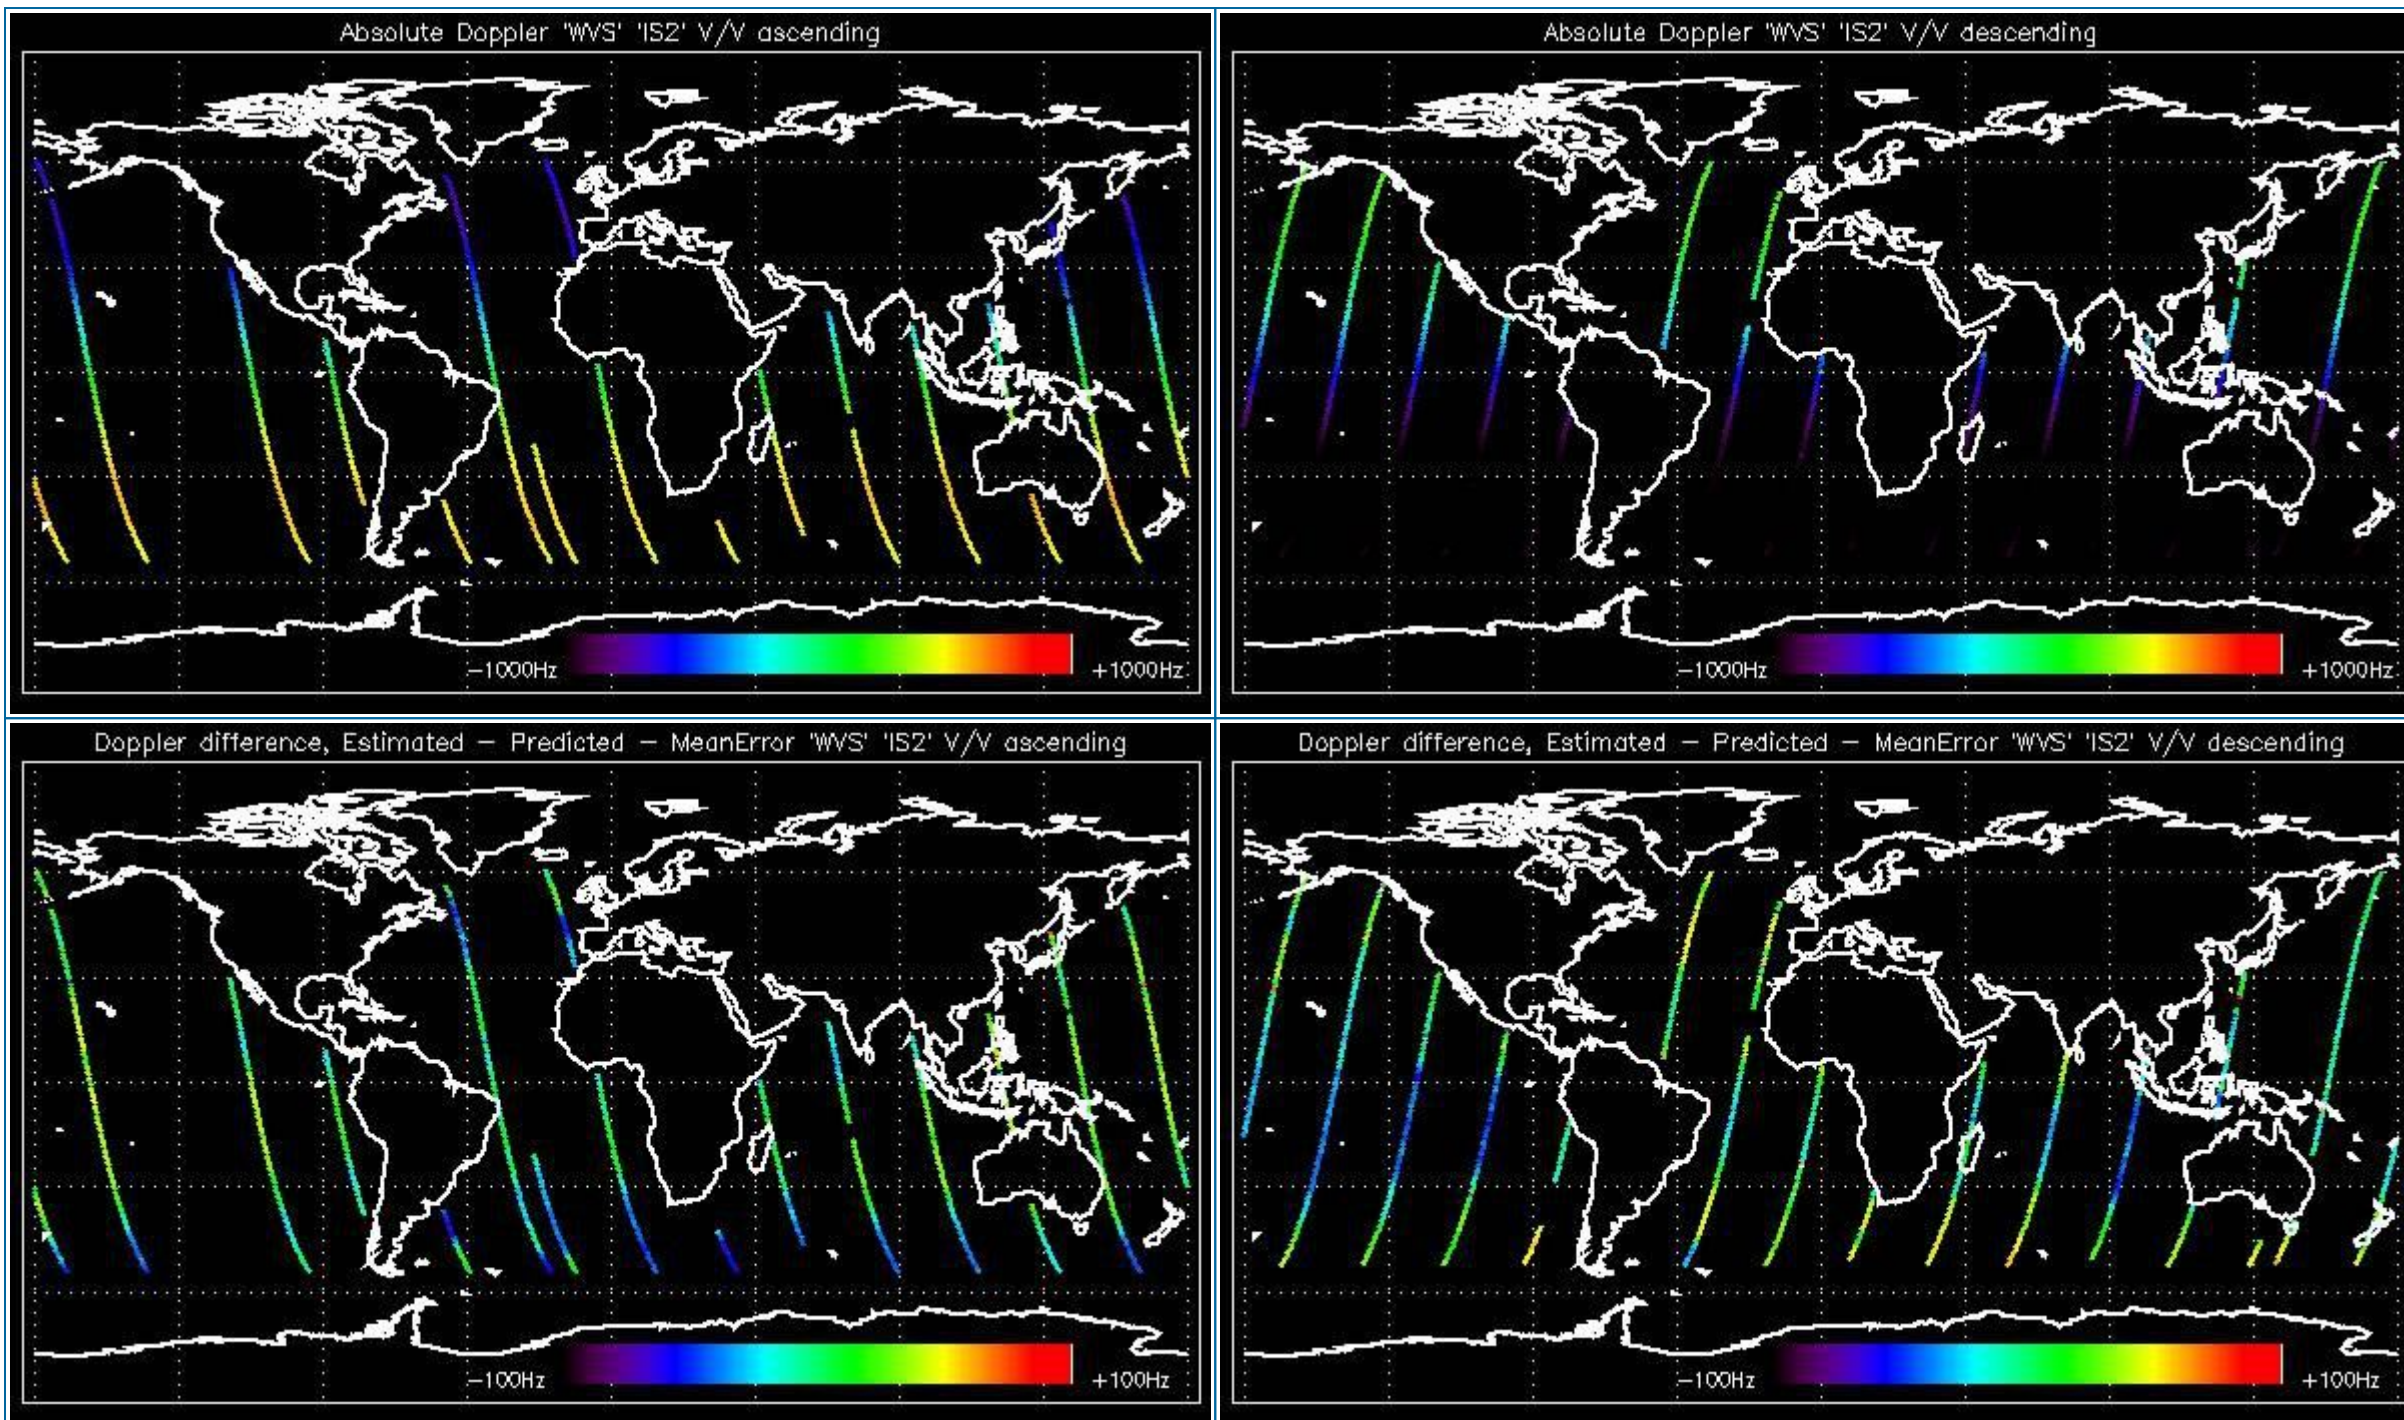 Absolute Doppler 'WVS' 'IS2' V/V ascending
-1000Hz
+1000Hz
Absolute Doppler 'WVS' 'IS2' V/V descending
-1000Hz
+1000Hz
Doppler difference, Estimated - Predicted - MeanError 'WVS' 'IS2' V/V ascending
-100Hz
+100Hz
Doppler difference, Estimated - Predicted - MeanError 'WVS' 'IS2' V/V descending
-100Hz
+100Hz